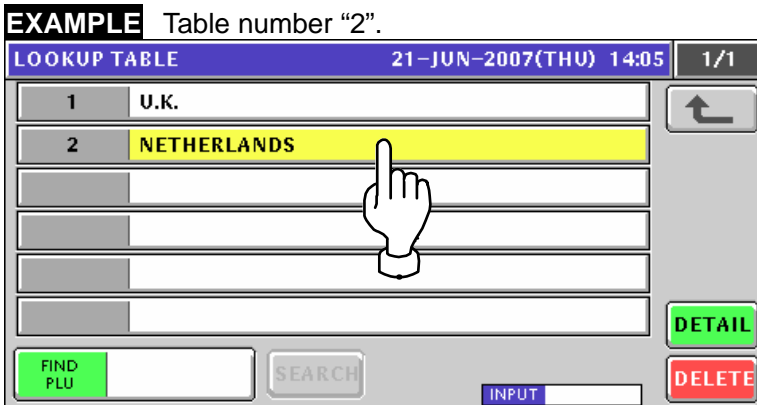 EXAMPLE Table number “2”.
LOOKUP TABLE 21-JUN-2007(THU) 14:05 1/1
1 U.K.
2 NETHERLANDS
DETAIL
FIND
PLU
SEARCH
DELETE
INPUT